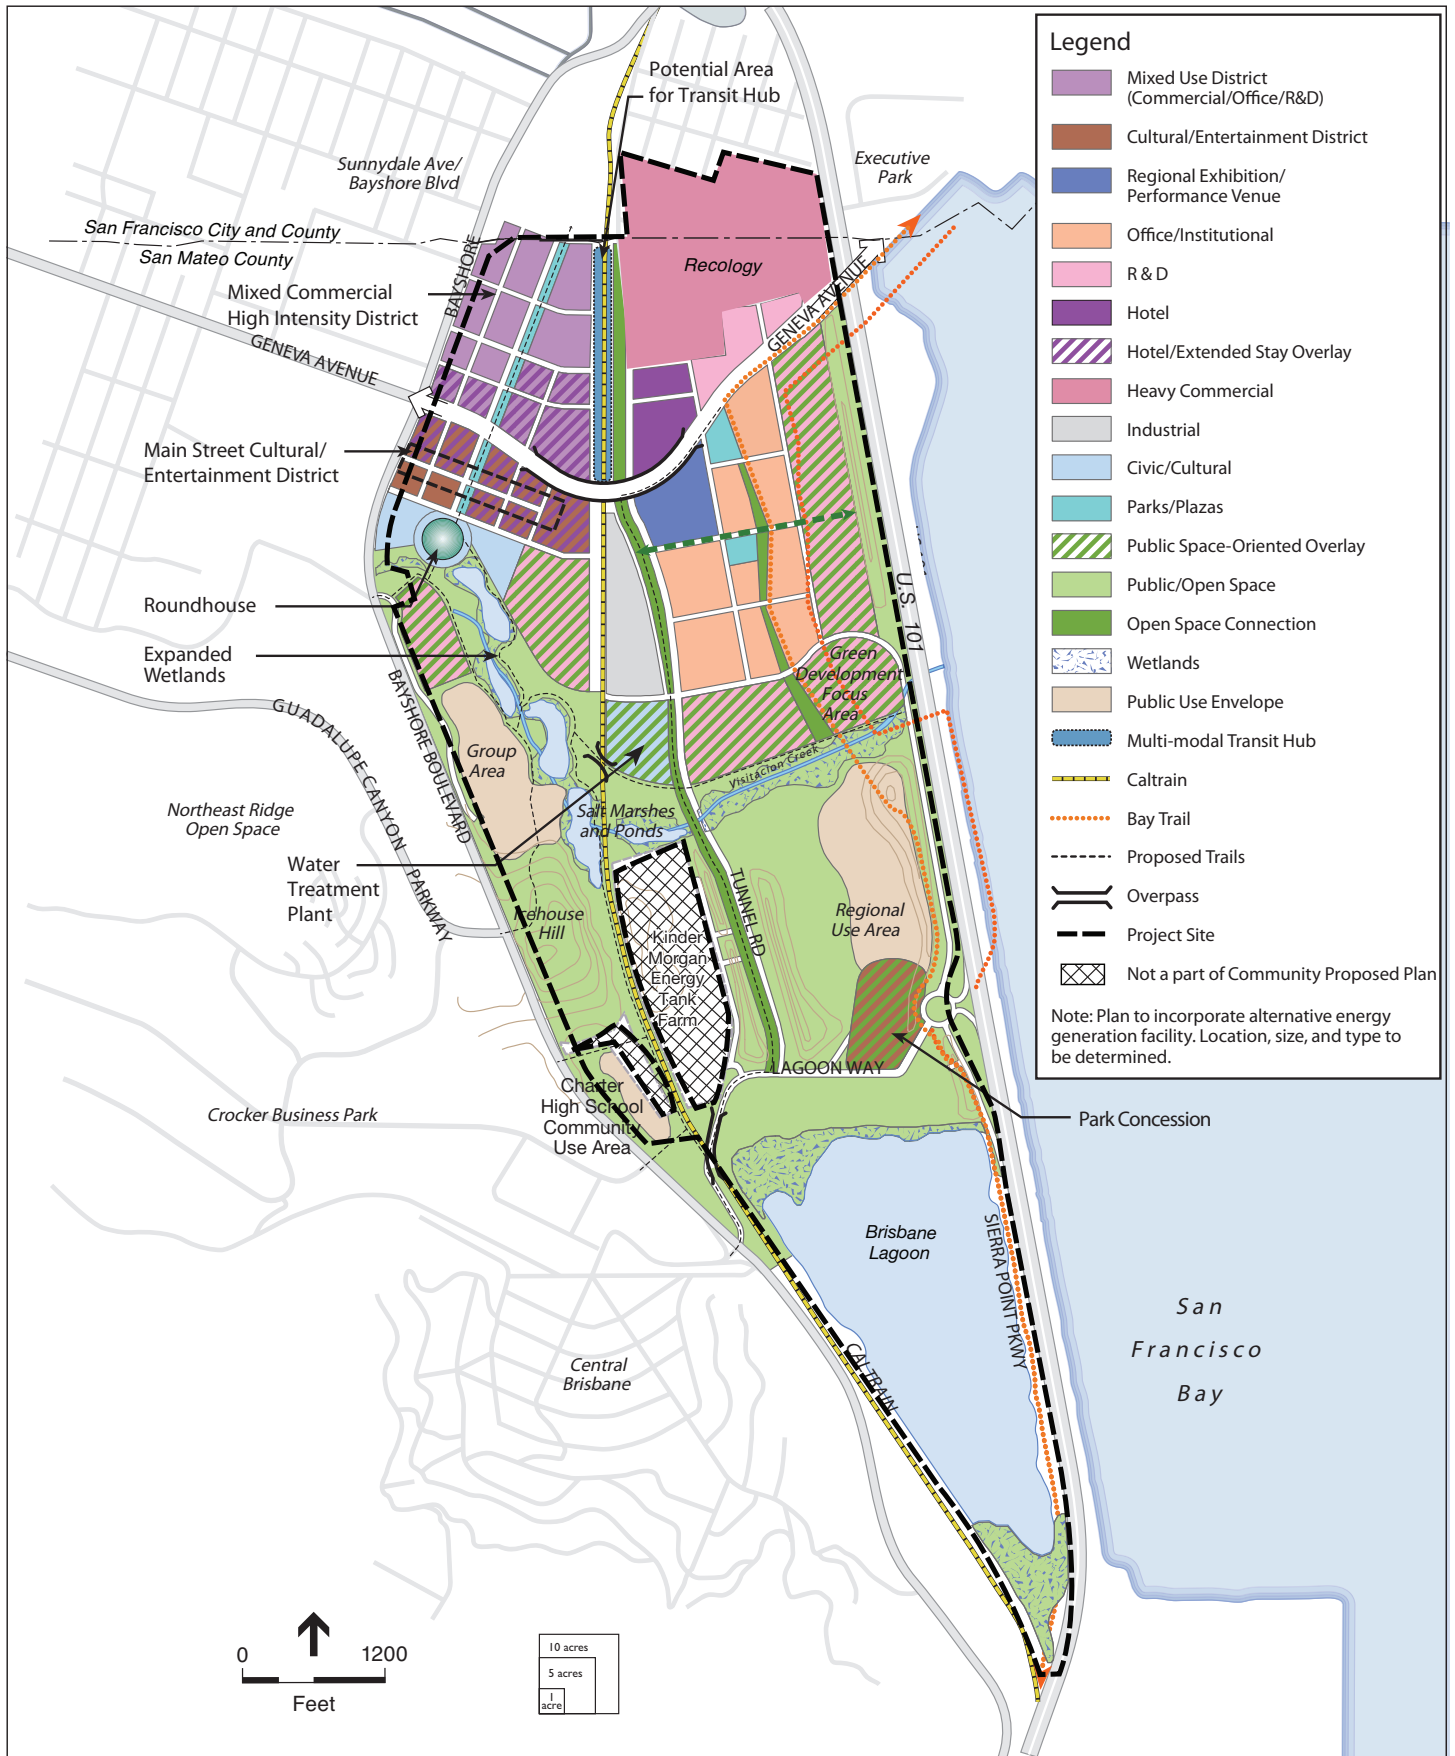 Legend
Mixed Use District
(Commercial/Office/R&D)
Cultural/Entertainment District
Regional Exhibition/
Performance Venue
Office/Institutional
R & D
Hotel
Hotel/Extended Stay Overlay
Heavy Commercial
Industrial
Civic/Cultural
Parks/Plazas
Public Space-Oriented Overlay
Public/Open Space
Open Space Connection
Wetlands
Public Use Envelope
Multi-modal Transit Hub
Caltrain
Bay Trail
Proposed Trails
Overpass
Project Site
Not a part of Community Proposed Plan
Note: Plan to incorporate alternative energy
generation facility. Location, size, and type to
be determined.
Potential Area
for Transit Hub
Sunnydale Ave/
Bayshore Blvd
Executive
Park
San Francisco City and County
San Mateo County
BAYSHORE
Recology
Mixed Commercial
High Intensity District
GENEVA AVENUE
GENEVA AVENUE
Main Street Cultural/
Entertainment District
Roundhouse
Expanded
Wetlands
U.S. 101
Green
Development
Focus
Area
GUADALUPE CANYON PARKWAY
BAYSHORE BOULEVARD
Group
Area
Visitacion Creek
Northeast Ridge
Open Space
Salt Marshes
and Ponds
Water
Treatment
Plant
Icehouse
Hill
TUNNEL RD
Regional
Use Area
Kinder
Morgan
Energy
Tank
Farm
LAGOON WAY
Charter
High School
Community
Use Area
Crocker Business Park
Park Concession
Brisbane
Lagoon
SIERRA POINT PKWY
San
Francisco
Bay
CALTRAIN
Central
Brisbane
0 1200
Feet
10 acres
5 acres
1
acre